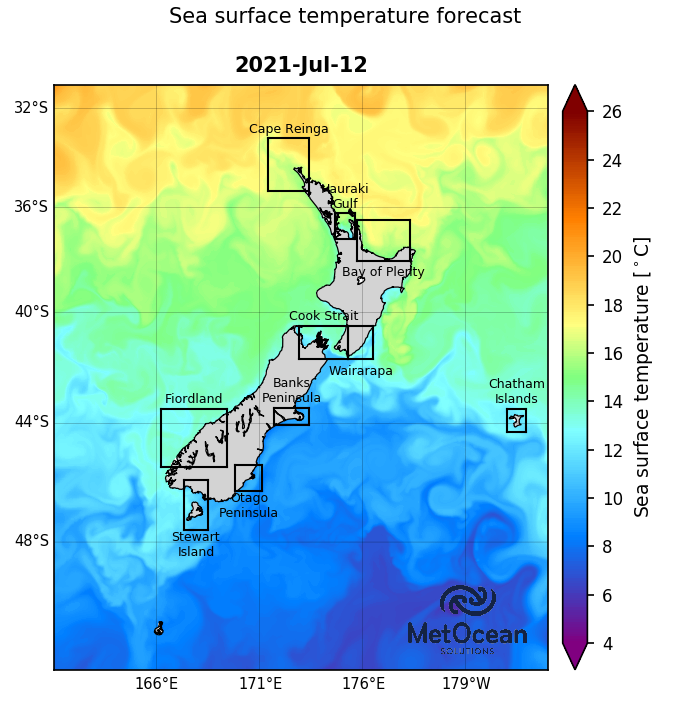 Sea surface temperature forecast
2021-Jul-12
32°S
36°S
40°S
44°S
48°S
166°E
171°E
176°E
179°W
Cape Reinga
Hauraki
Gulf
Bay of Plenty
Cook Strait
Wairarapa
Banks
Peninsula
Fiordland
Chatham
Islands
Otago
Peninsula
Stewart
Island
MetOcean
SOLUTIONS
26
24
22
20
18
16
14
12
10
8
6
4
Sea surface temperature [°C]